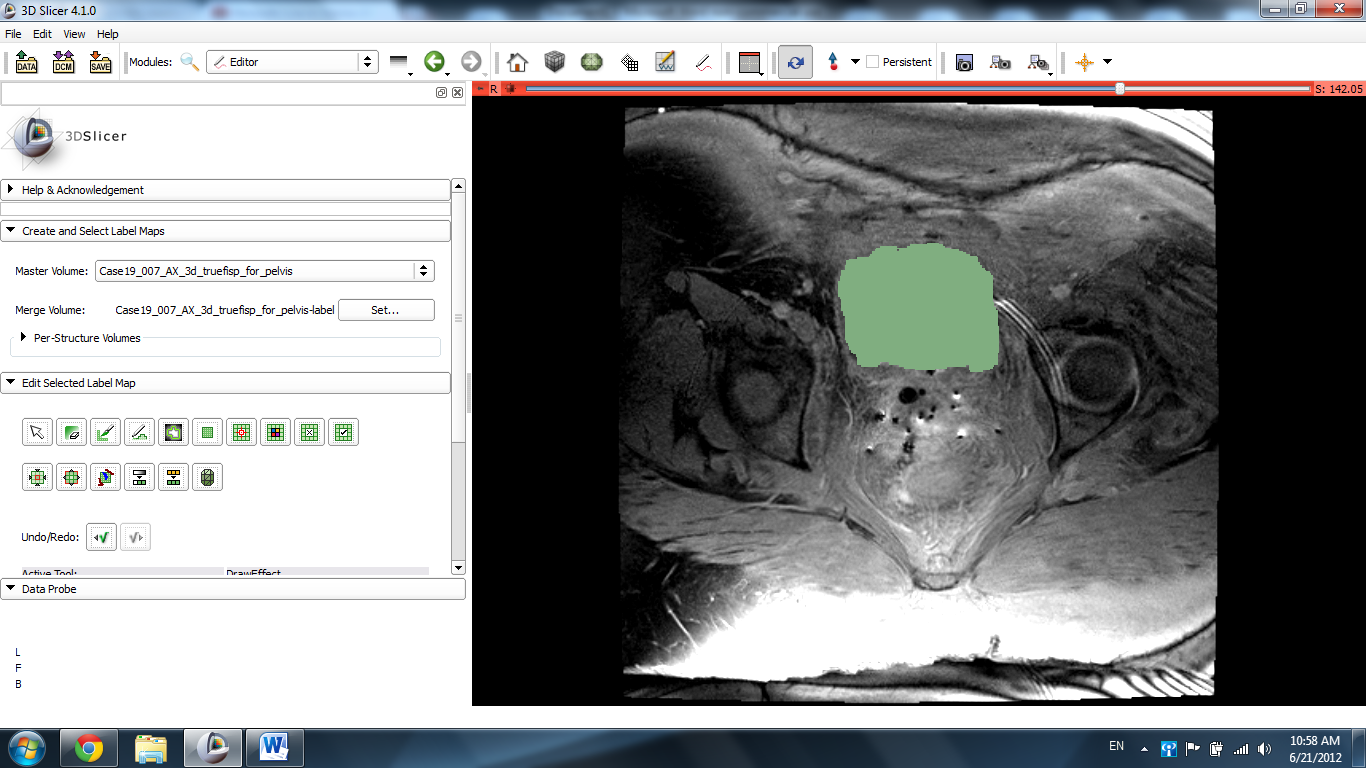 3D Slicer 4.1.0
File Edit View Help
DATA DCM SAVE Modules: Editor Persistent
R S: 142.05
3DSlicer
Help & Acknowledgement
Create and Select Label Maps
Master Volume: Case19_007_AX_3d_truefisp_for_pelvis
Merge Volume: Case19_007_AX_3d_truefisp_for_pelvis-label Set...
Per-Structure Volumes
Edit Selected Label Map
Undo/Redo:
Active Tool: DrawEffect
Data Probe
L
F
B
EN 10:58 AM
6/21/2012